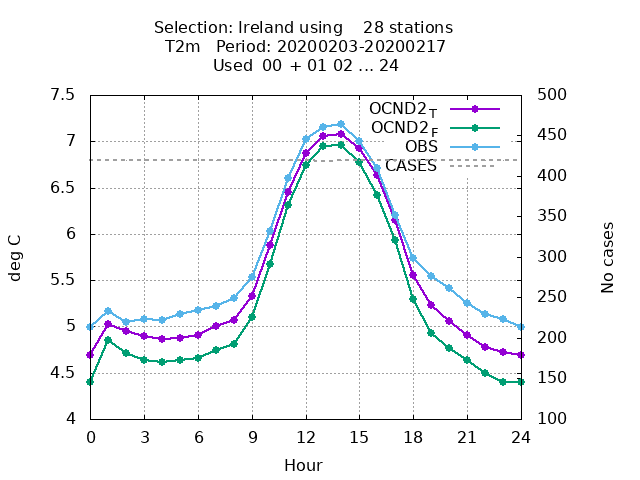 Selection: Ireland using    28 stations
T2m   Period: 20200203-20200217
Used  00  + 01 02 ... 24
7.5
7
6.5
6
5.5
5
4.5
4
deg C
500
450
400
350
300
250
200
150
100
No cases
OCND2_T
OCND2_F
OBS
CASES
0 3 6 9 12 15 18 21 24
Hour